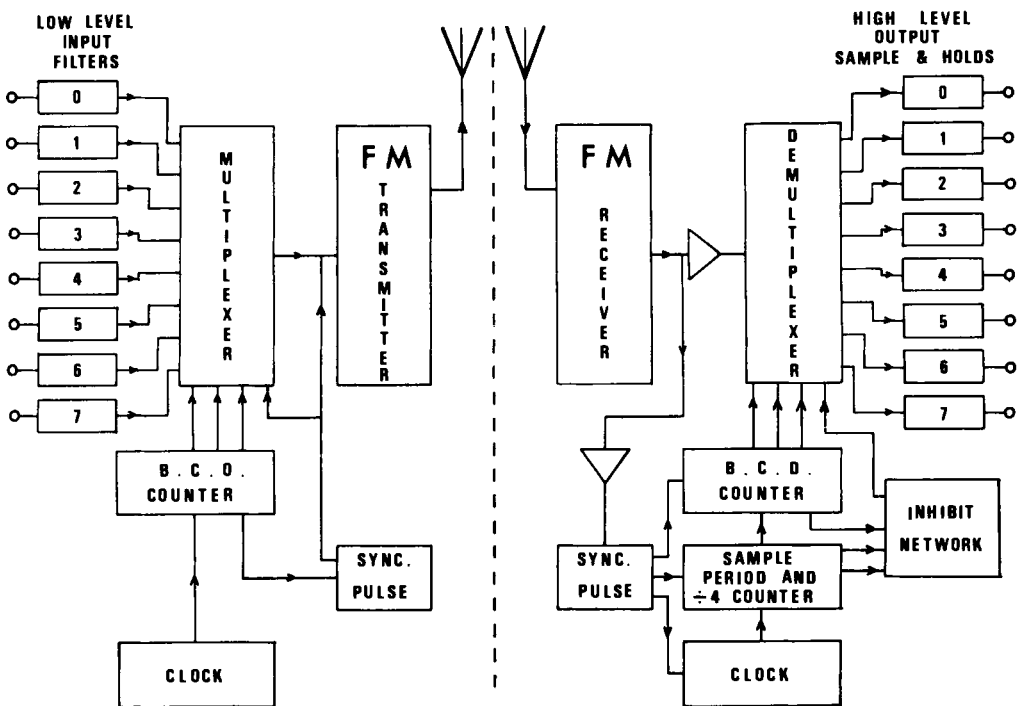 LOW LEVEL
INPUT
FILTERS
0
1
2
3
4
5
6
7
MULTIPLEXER
FM
TRANSMITTER
B.C.D.
COUNTER
SYNC.
PULSE
CLOCK
FM
RECEIVER
DEMULTIPLEXER
HIGH LEVEL
OUTPUT
SAMPLE & HOLDS
0
1
2
3
4
5
6
7
B.C.D.
COUNTER
SYNC.
PULSE
SAMPLE
PERIOD AND
÷4 COUNTER
INHIBIT
NETWORK
CLOCK